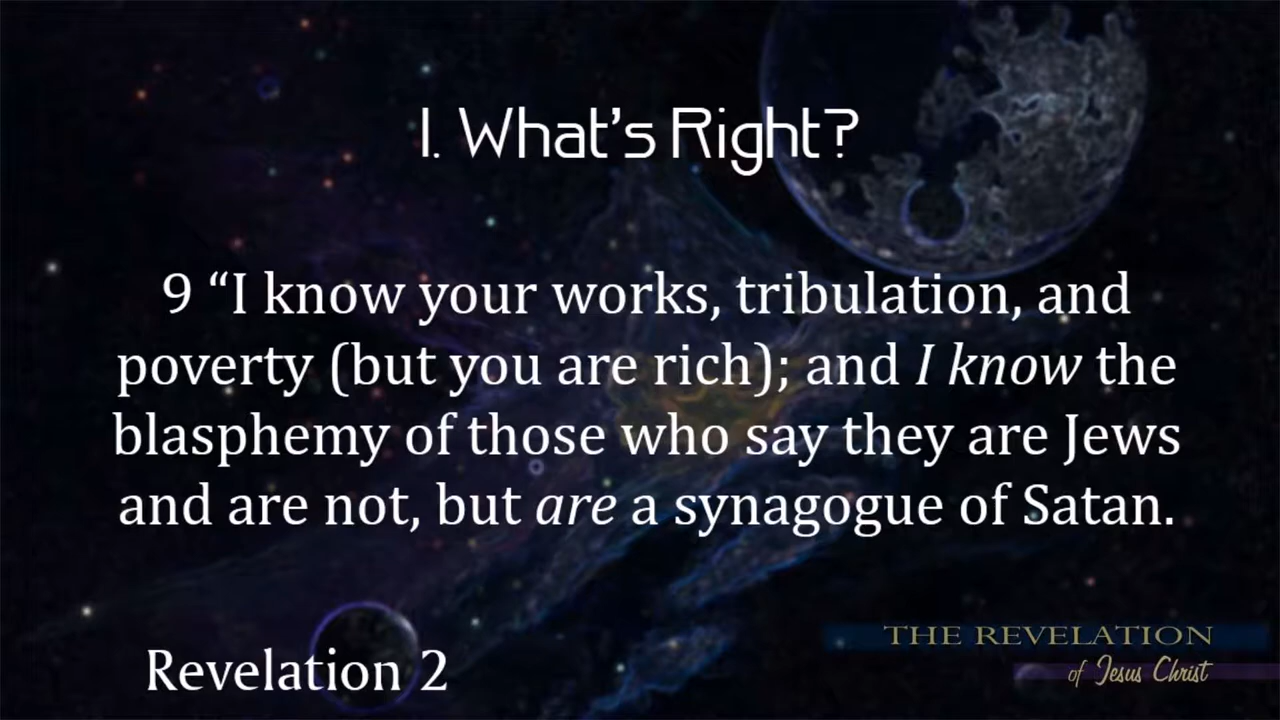 I. What's Right?
9 “I know your works, tribulation, and
poverty (but you are rich); and I know the
blasphemy of those who say they are Jews
and are not, but are a synagogue of Satan.
Revelation 2
THE REVELATION
of Jesus Christ